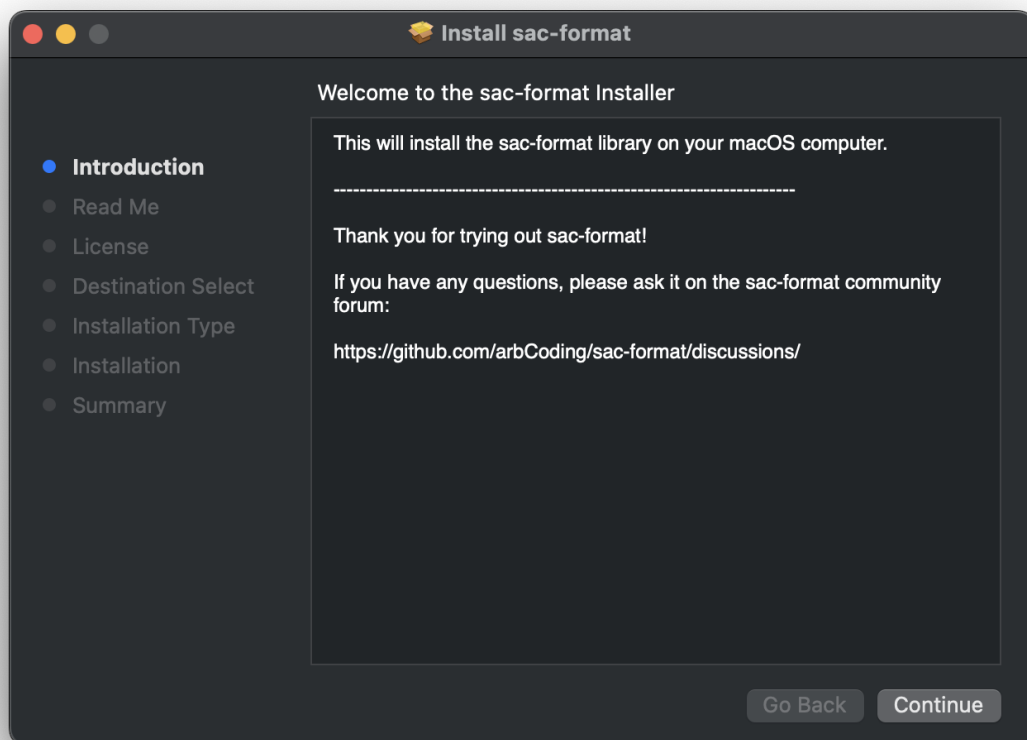 Install sac-format
Welcome to the sac-format Installer
Introduction
Read Me
License
Destination Select
Installation Type
Installation
Summary
This will install the sac-format library on your macOS computer.
----------------------------------------------------------------------
Thank you for trying out sac-format!
If you have any questions, please ask it on the sac-format community
forum:
https://github.com/arbCoding/sac-format/discussions/
Go Back
Continue